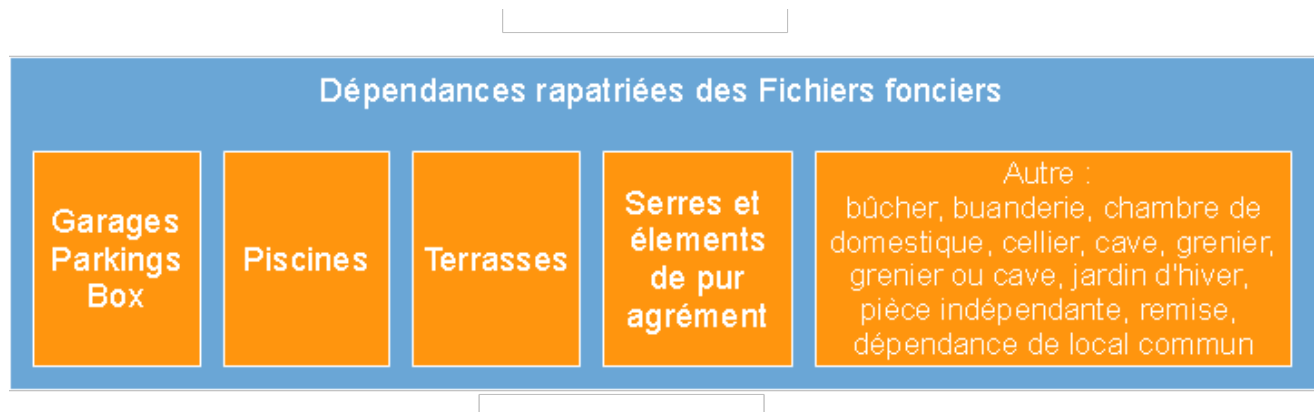 Dépendances rapatriées des Fichiers fonciers
Garages
Parkings
Box
Piscines
Terrasses
Serres et
élements
de pur
agrément
Autre :
bûcher, buanderie, chambre de
domestique, cellier, cave, grenier,
grenier ou cave, jardin d'hiver,
pièce indépendante, remise,
dépendance de local commun